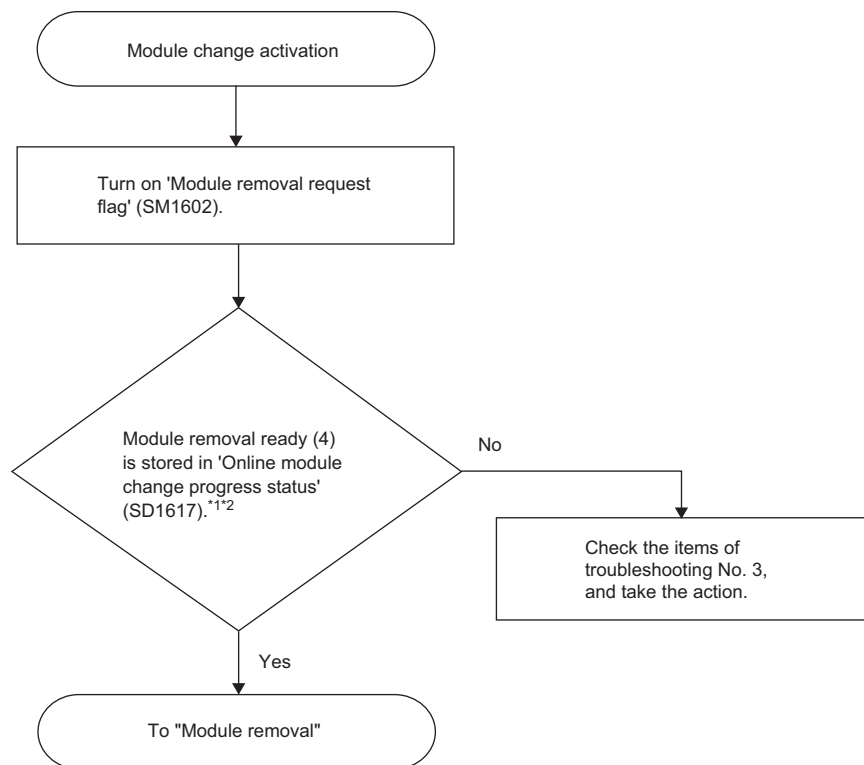 Module change activation
Turn on 'Module removal request
flag' (SM1602).
Module removal ready (4)
is stored in 'Online module
change progress status'
(SD1617).*1*2
No
Check the items of
troubleshooting No. 3,
and take the action.
Yes
To "Module removal"